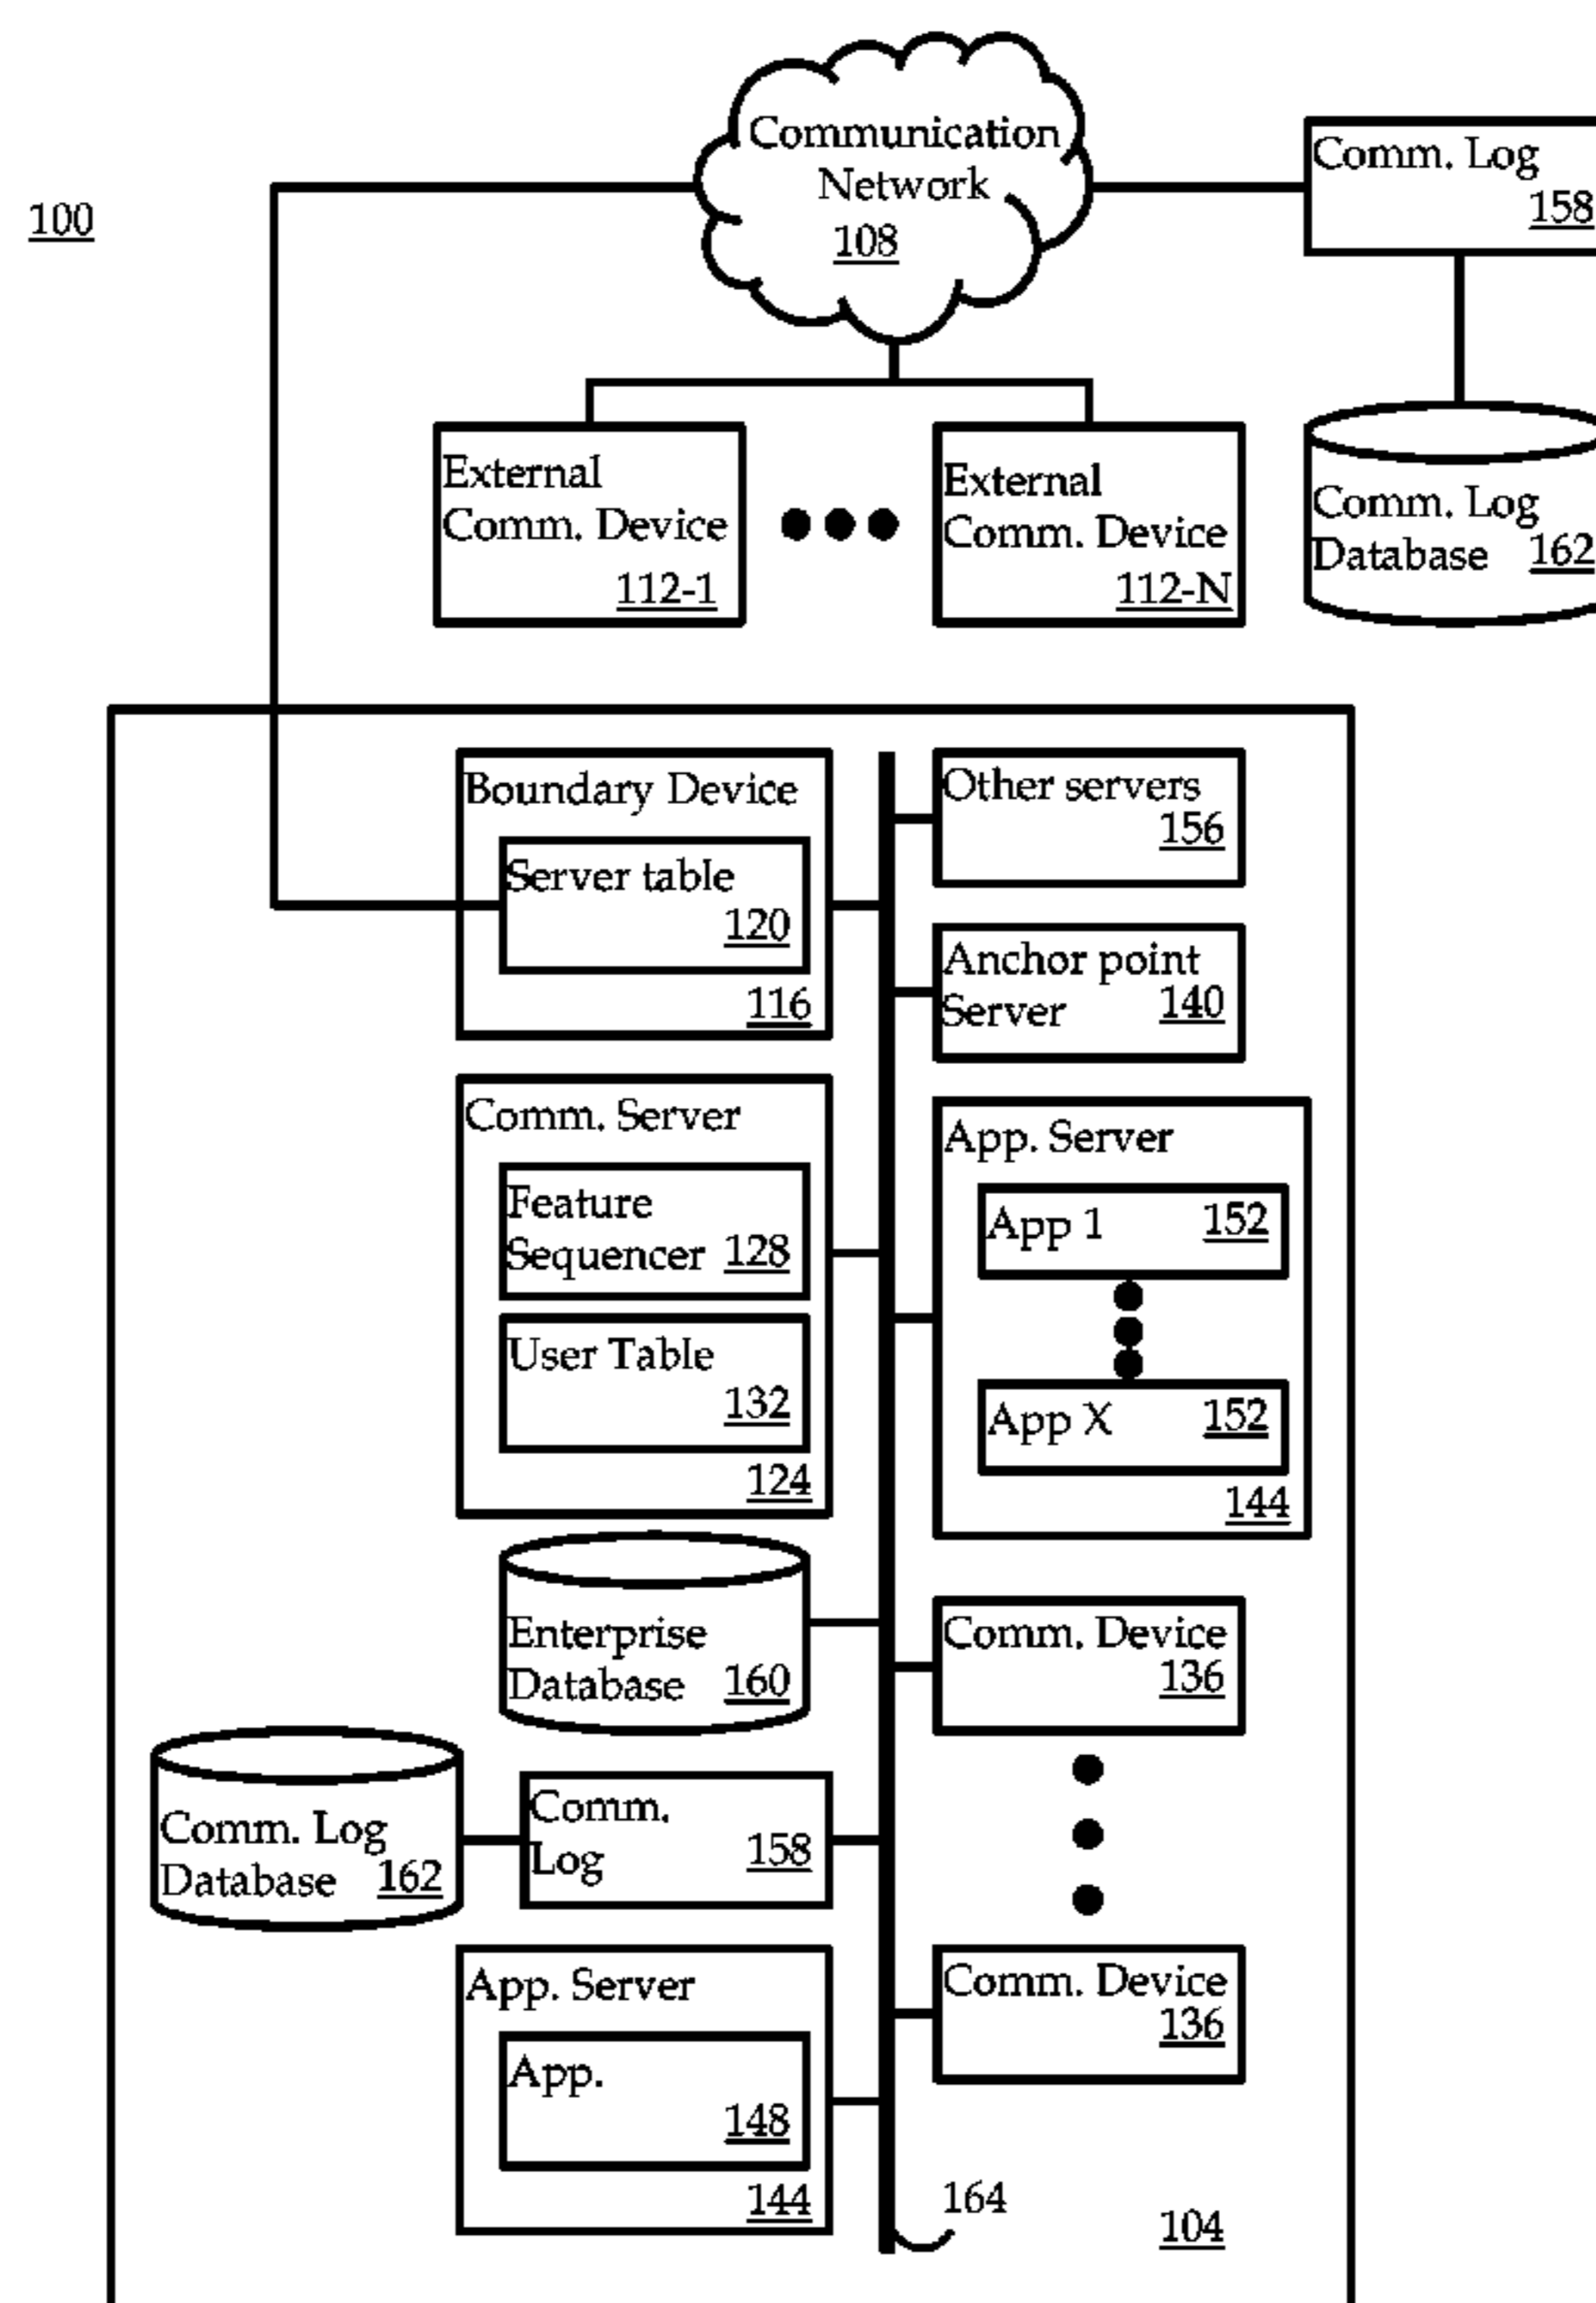 100
Communication
Network
108
Comm. Log
158
External
Comm. Device
112-1
External
Comm. Device
112-N
Comm. Log
Database 162
Boundary Device
Server table
120
116
Other servers
156
Anchor point
Server 140
Comm. Server
Feature
Sequencer 128
User Table
132
124
App. Server
App 1 152
App X 152
144
Enterprise
Database 160
Comm. Device
136
Comm. Log
Database 162
Comm.
Log 158
App. Server
App.
148
144
Comm. Device
136
164
104